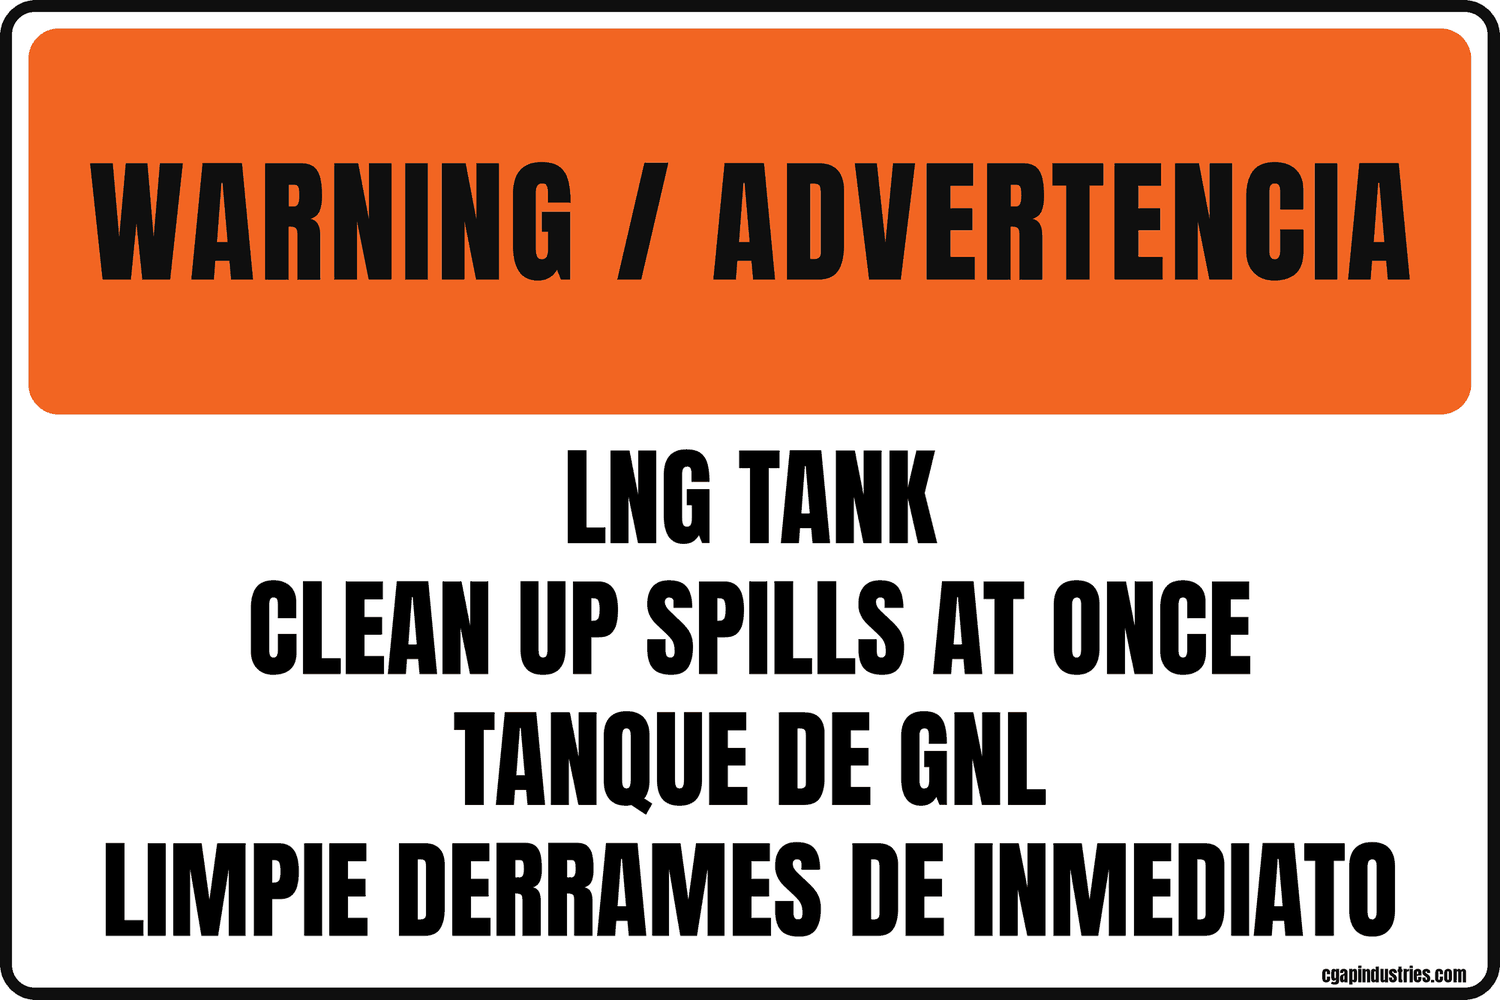 WARNING / ADVERTENCIA
LNG TANK
CLEAN UP SPILLS AT ONCE
TANQUE DE GNL
LIMPIE DERRAMES DE INMEDIATO
cgapindustries.com